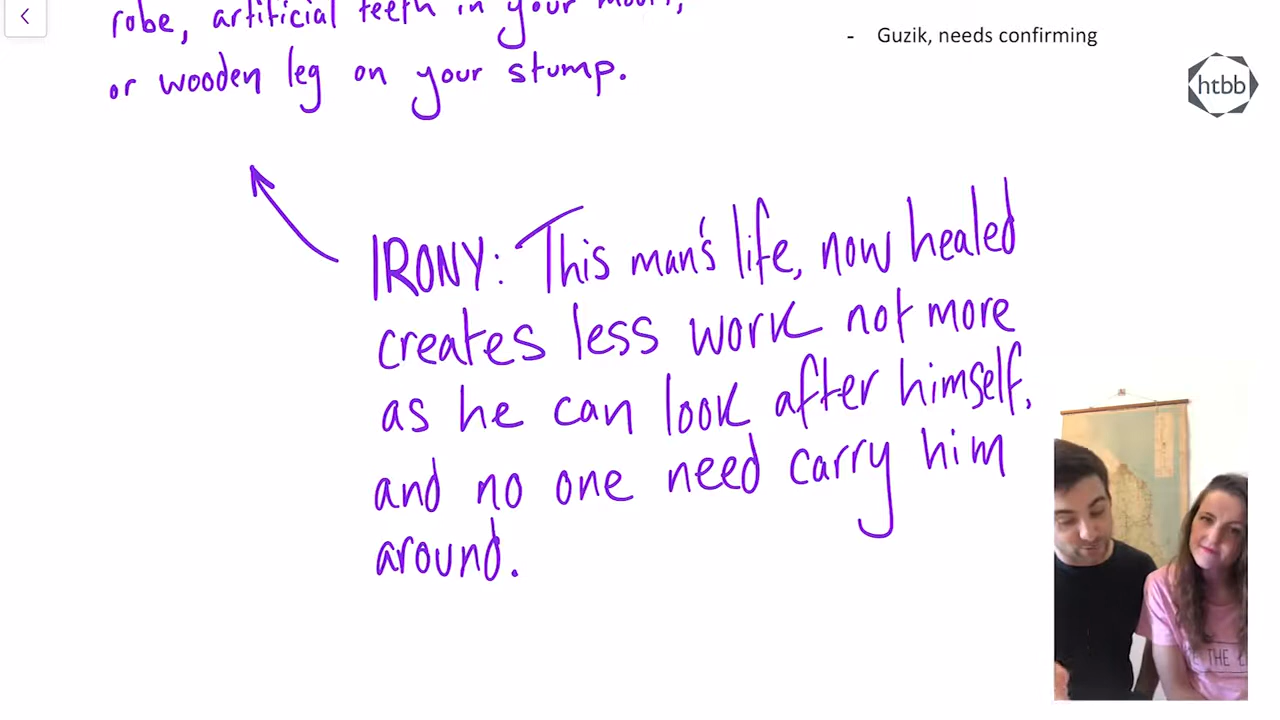 robe, artificial teeth in your mouth,
or wooden leg on your stump.
- Guzik, needs confirming
htbb
IRONY: This man's life, now healed
creates less work not more
as he can look after himself,
and no one need carry him
around.
THE